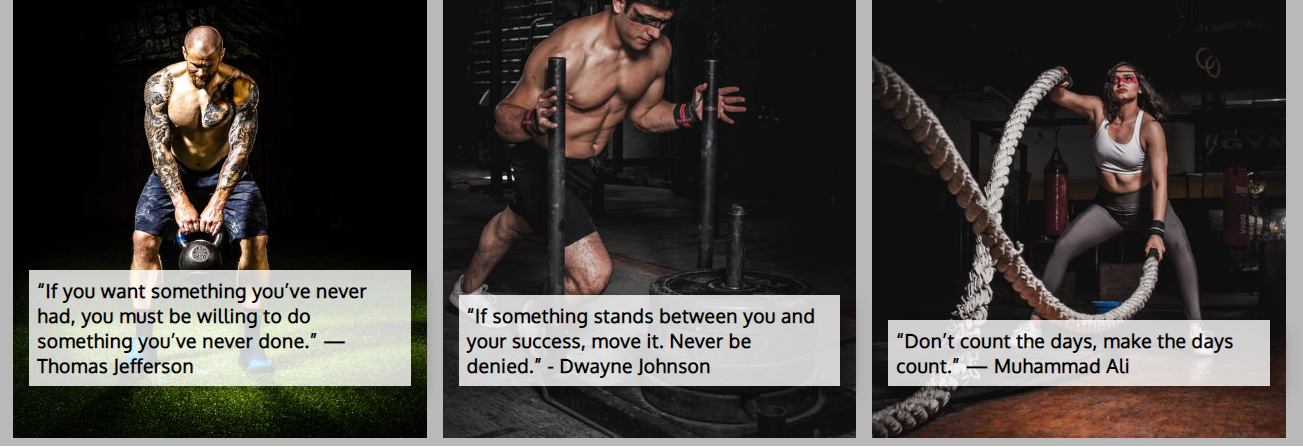 “If you want something you’ve never
had, you must be willing to do
something you’ve never done.” —
Thomas Jefferson
“If something stands between you and
your success, move it. Never be
denied.” - Dwayne Johnson
“Don’t count the days, make the days
count.” — Muhammad Ali